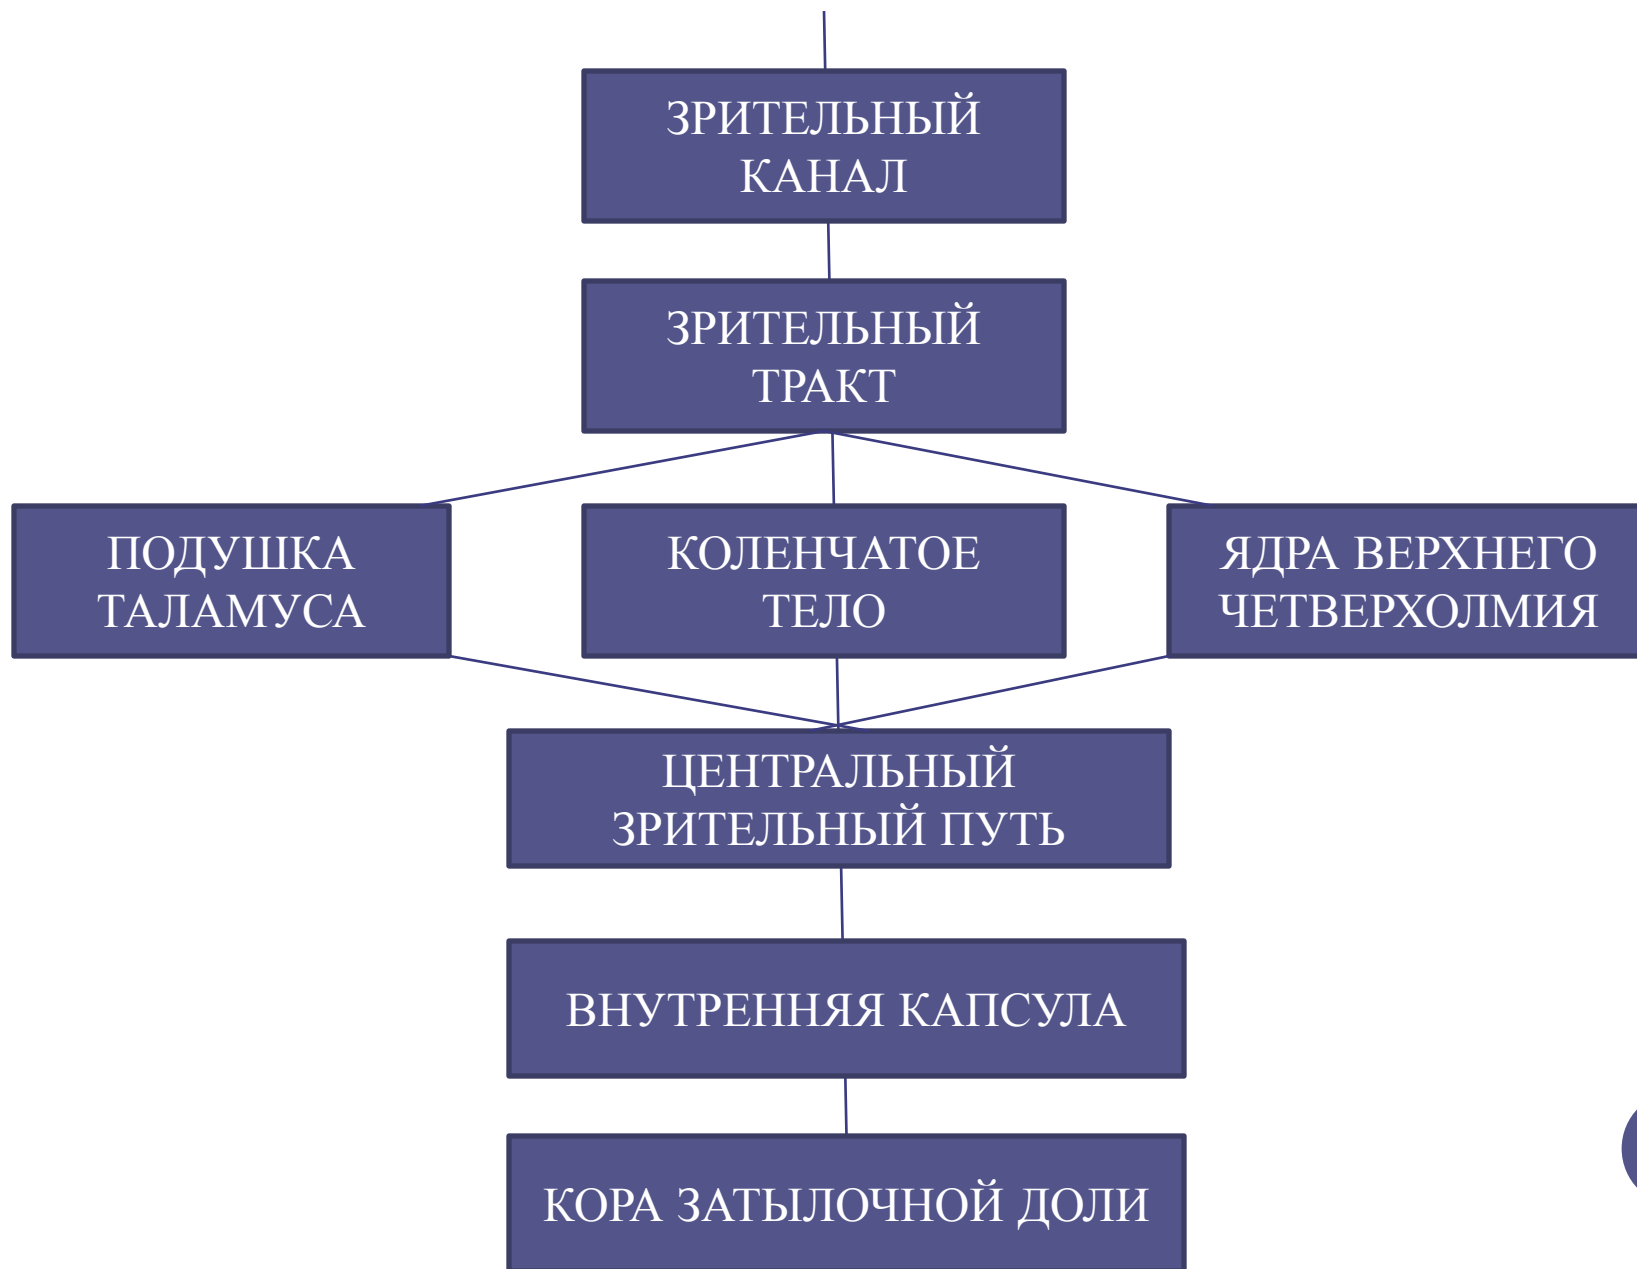 ЗРИТЕЛЬНЫЙ
КАНАЛ
ЗРИТЕЛЬНЫЙ
ТРАКТ
ПОДУШКА
ТАЛАМУСА
КОЛЕНЧАТОЕ
ТЕЛО
ЯДРА ВЕРХНЕГО
ЧЕТВЕРХОЛМИЯ
ЦЕНТРАЛЬНЫЙ
ЗРИТЕЛЬНЫЙ ПУТЬ
ВНУТРЕННЯЯ КАПСУЛА
КОРА ЗАТЫЛОЧНОЙ ДОЛИ